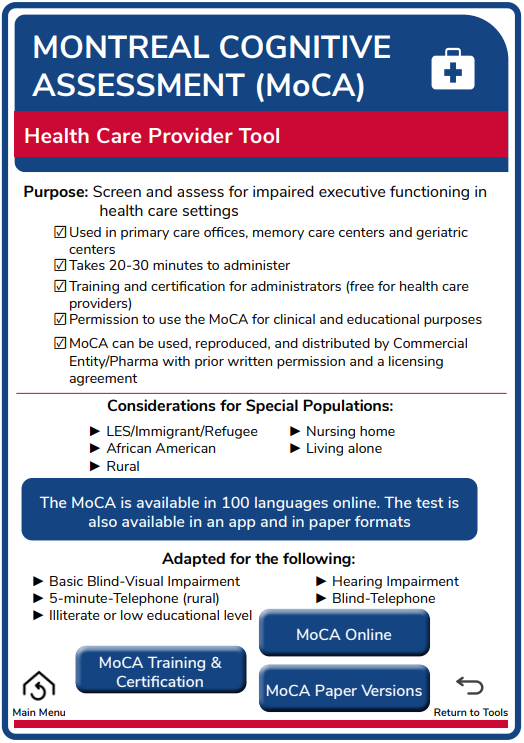 MONTREAL COGNITIVE
ASSESSMENT (MoCA)
Health Care Provider Tool
Purpose: Screen and assess for impaired executive functioning in
health care settings
☑Used in primary care offices, memory care centers and geriatric
centers
☑Takes 20-30 minutes to administer
☑Training and certification for administrators (free for health care
providers)
☑Permission to use the MoCA for clinical and educational purposes
☑MoCA can be used, reproduced, and distributed by Commercial
Entity/Pharma with prior written permission and a licensing
agreement
Considerations for Special Populations:
► LES/Immigrant/Refugee
► African American
► Rural
► Nursing home
► Living alone
The MoCA is available in 100 languages online. The test is
also available in an app and in paper formats
Adapted for the following:
► Basic Blind-Visual Impairment
► 5-minute-Telephone (rural)
► Illiterate or low educational level
► Hearing Impairment
► Blind-Telephone
MoCA Online
MoCA Training &
Certification
MoCA Paper Versions
Main Menu
Return to Tools